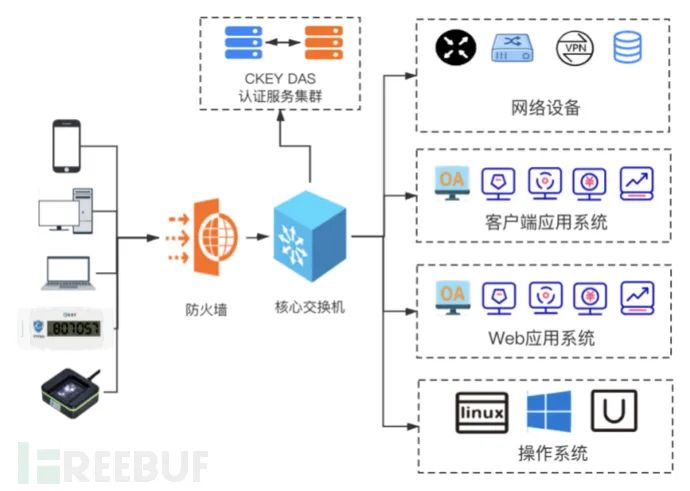 CKEY DAS
认证服务集群
VPN
网络设备
OA
客户端应用系统
防火墙
核心交换机
OA
Web应用系统
CKEY
807057
linux
U
操作系统
FREEBUF